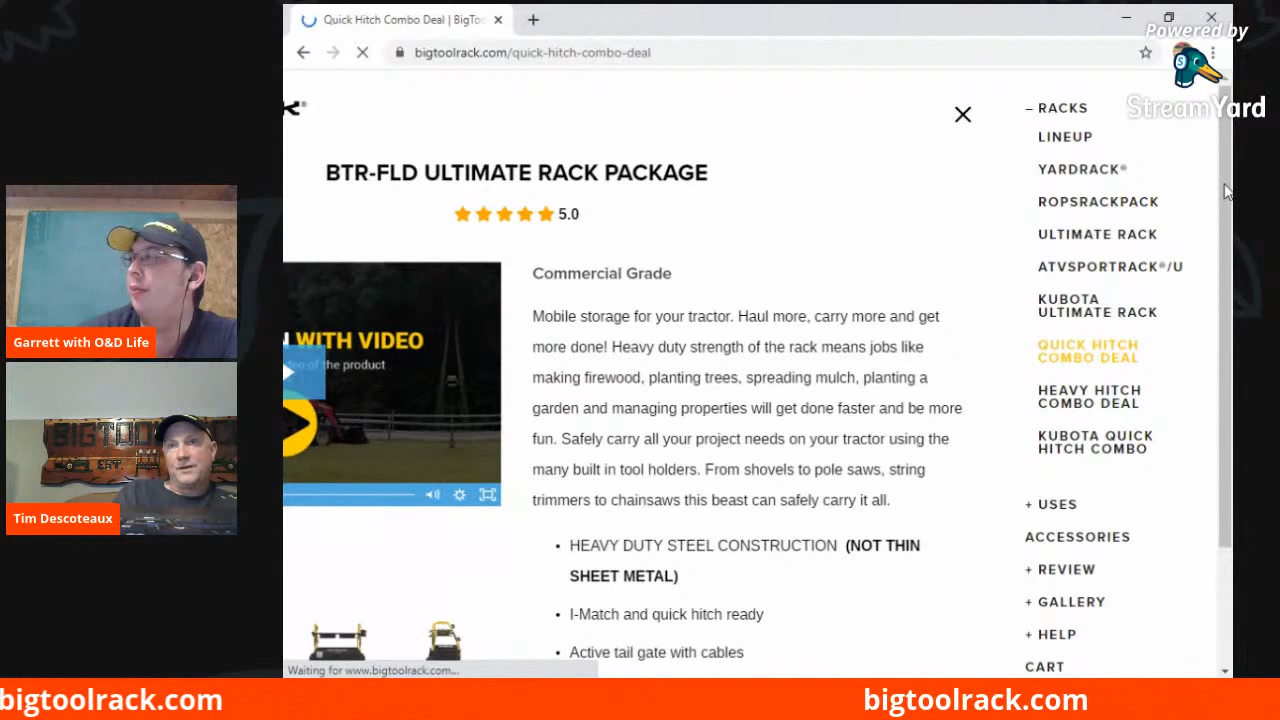 Quick Hitch Combo Deal | BigToo
bigtoolrack.com/quick-hitch-combo-deal
Powered by
StreamYard
BTR-FLD ULTIMATE RACK PACKAGE
5.0
WITH VIDEO
of the product
Commercial Grade
Mobile storage for your tractor. Haul more, carry more and get
more done! Heavy duty strength of the rack means jobs like
making firewood, planting trees, spreading mulch, planting a
garden and managing properties will get done faster and be more
fun. Safely carry all your project needs on your tractor using the
many built in tool holders. From shovels to pole saws, string
trimmers to chainsaws this beast can safely carry it all.
• HEAVY DUTY STEEL CONSTRUCTION (NOT THIN
SHEET METAL)
• I-Match and quick hitch ready
• Active tail gate with cables
– RACKS
LINEUP
YARDRACK®
ROPSRACKPACK
ULTIMATE RACK
ATVSPORTRACK®/U
KUBOTA
ULTIMATE RACK
QUICK HITCH
COMBO DEAL
HEAVY HITCH
COMBO DEAL
KUBOTA QUICK
HITCH COMBO
+ USES
ACCESSORIES
+ REVIEW
+ GALLERY
+ HELP
CART
Waiting for www.bigtoolrack.com...
Garrett with O&D Life
BIGTOOL
EST.
Tim Descoteaux
bigtoolrack.com
bigtoolrack.com